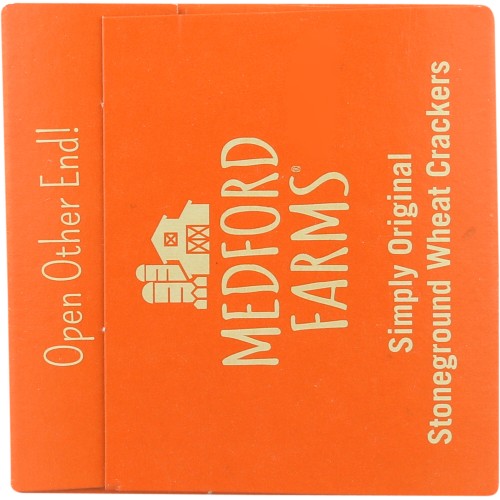 Open Other End!
MEDFORD
FARMS®
Simply Original
Stoneground Wheat Crackers